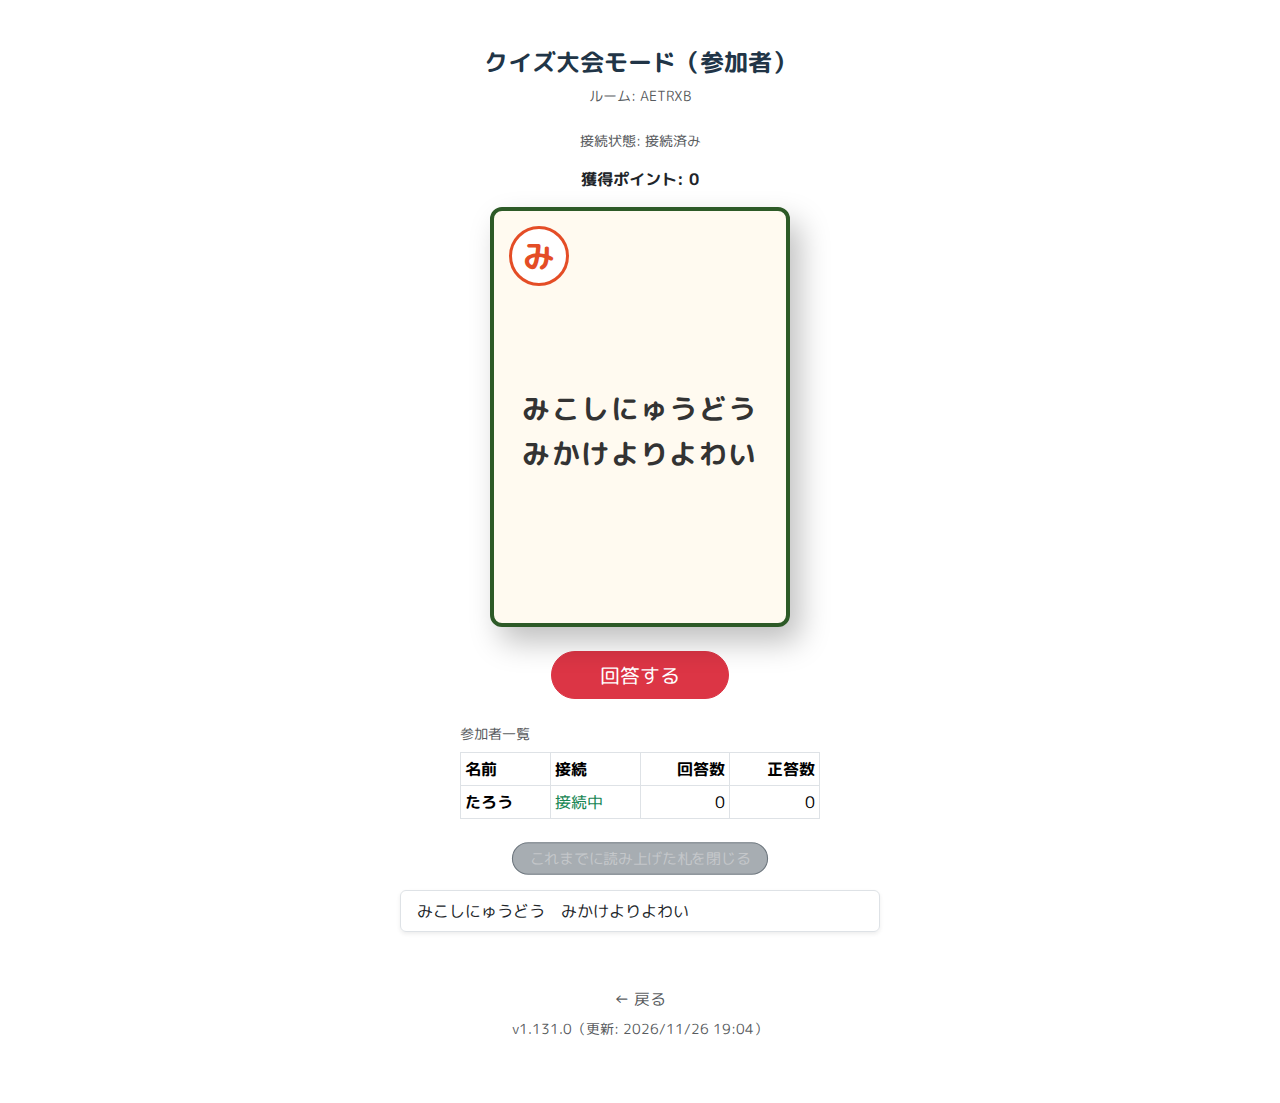 クイズ大会モード（参加者）
ルーム: AETRXB
接続状態: 接続済み
獲得ポイント: 0
み
みこしにゅうどう
みかけよりよわい
回答する
参加者一覧
名前 接続 回答数 正答数
たろう 接続中 0 0
これまでに読み上げた札を閉じる
みこしにゅうどう　みかけよりよわい
← 戻る
v1.131.0（更新: 2026/11/26 19:04）